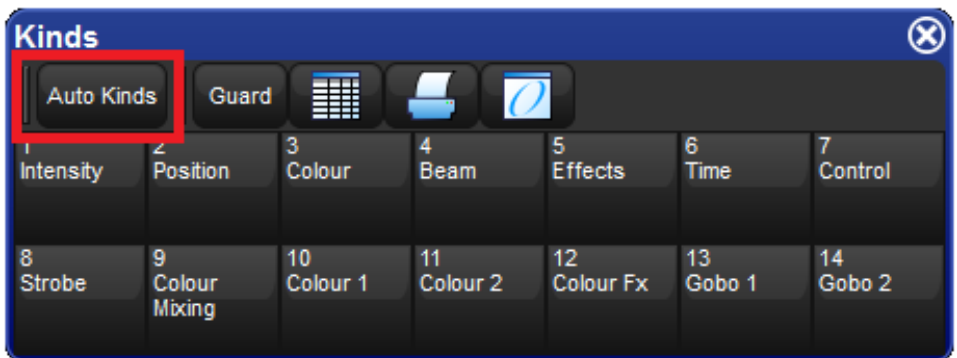 Kinds
Auto Kinds
Guard
1
Intensity
2
Position
3
Colour
4
Beam
5
Effects
6
Time
7
Control
8
Strobe
9
Colour
Mixing
10
Colour 1
11
Colour 2
12
Colour Fx
13
Gobo 1
14
Gobo 2